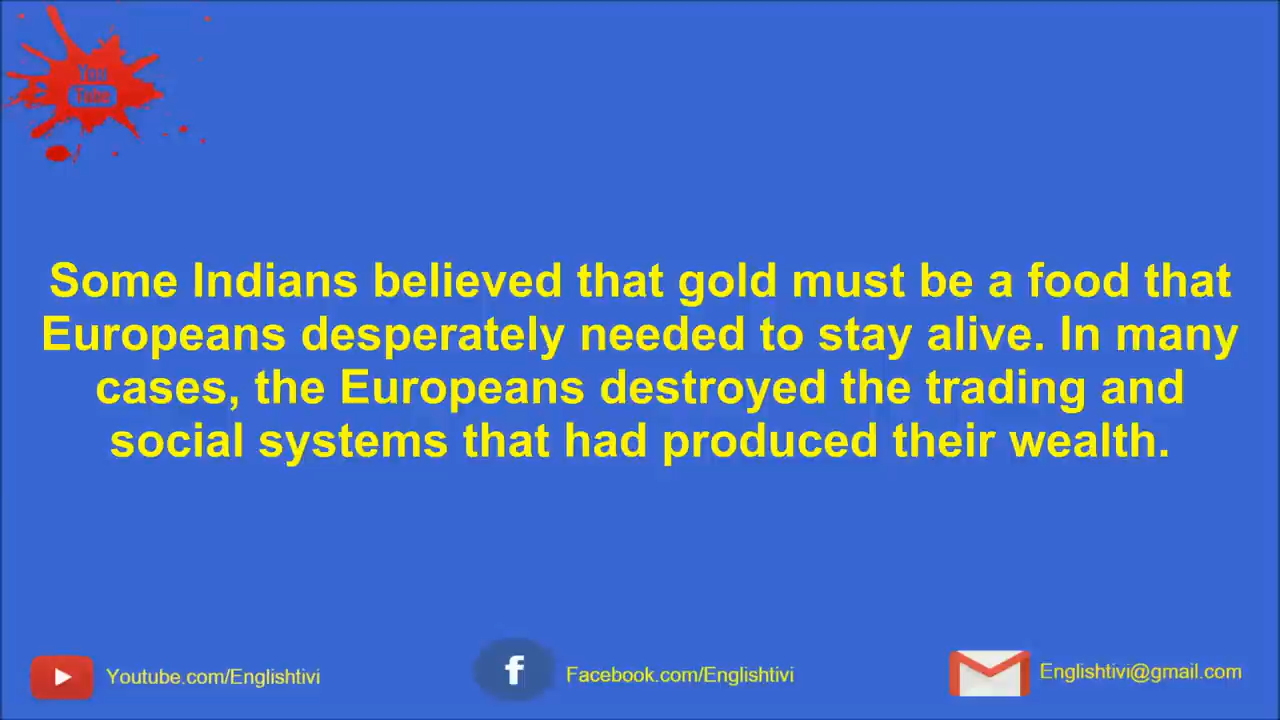 You
Tube
Some Indians believed that gold must be a food that
Europeans desperately needed to stay alive. In many
cases, the Europeans destroyed the trading and
social systems that had produced their wealth.
Youtube.com/Englishtivi
f
Facebook.com/Englishtivi
Englishtivi@gmail.com